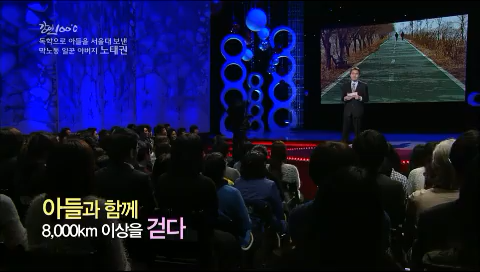 강연100℃
독학으로 아들을 서울대 보낸
막노동 일꾼 아버지 노태권
아들과 함께
8,000km 이상을 걷다